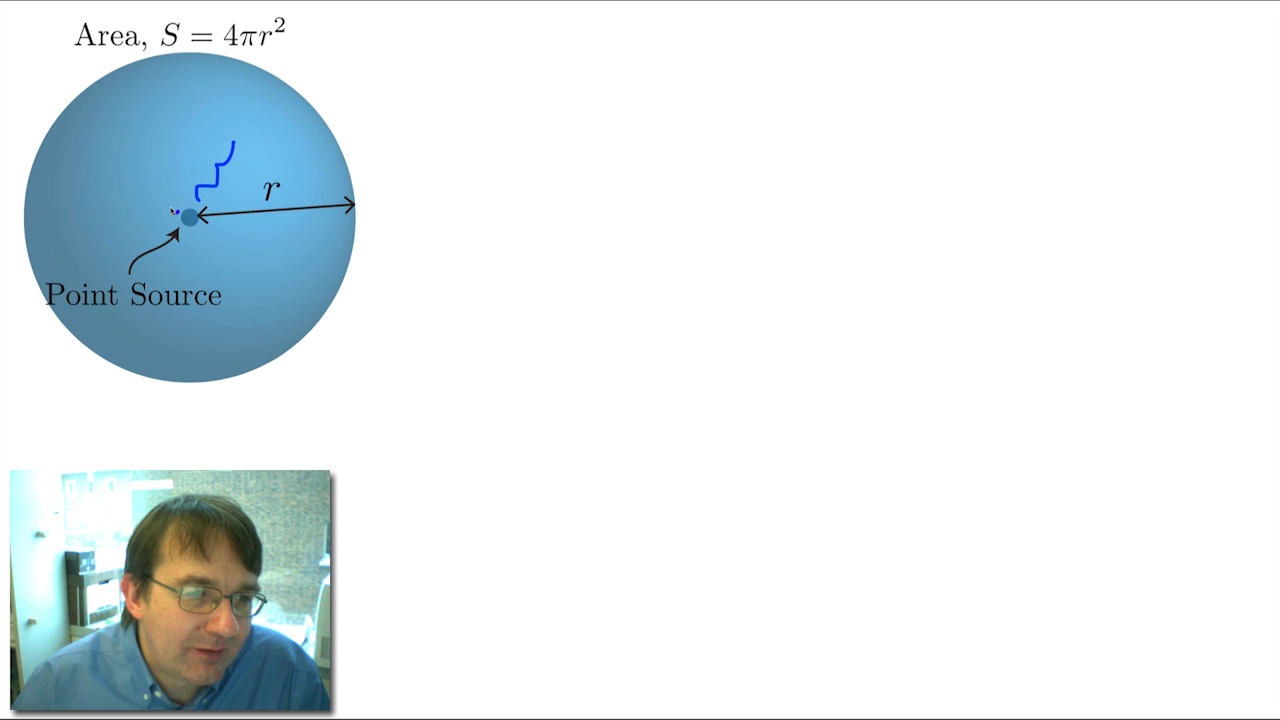 Area, S = 4πr²
r
Point Source